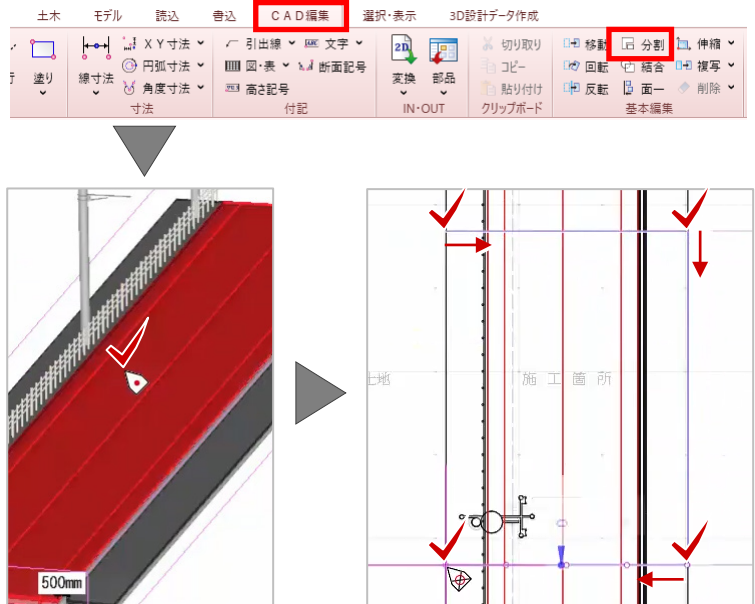 土木 モデル 読込 書込 ＣＡＤ編集 選択･表示 3D設計データ作成
ＸＹ寸法 引出線 文字 切り取り 移動 分割 伸縮
塗り 線寸法 円弧寸法 図･表 断面記号 変換 部品 コピー 回転 結合 複写
角度寸法 高さ記号 貼り付け 反転 面一 削除
寸法 付記 IN･OUT クリップボード 基本編集
500mm
施工箇所